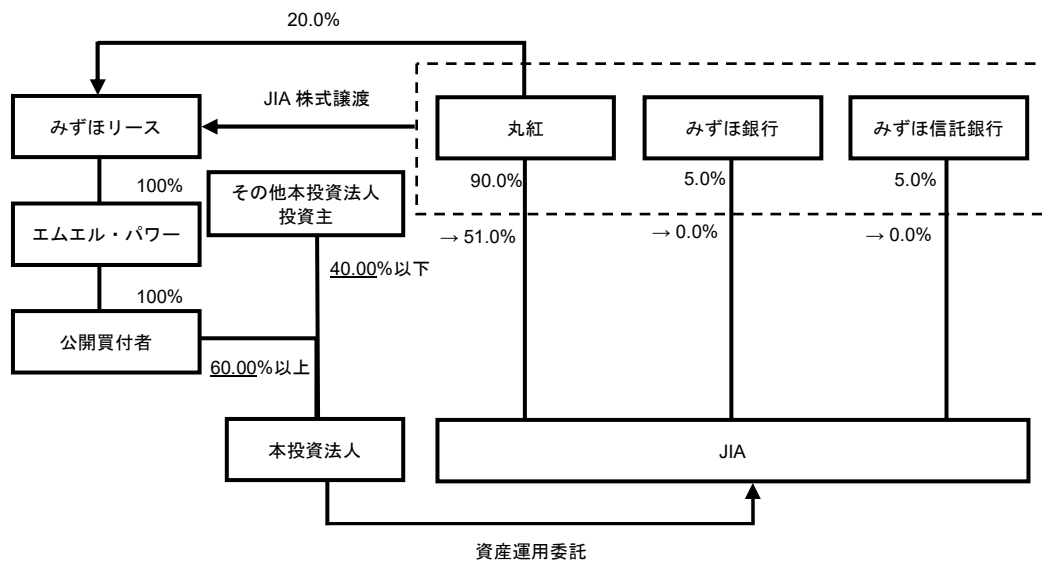 20.0%
JIA 株式譲渡
みずほリース
丸紅
みずほ銀行
みずほ信託銀行
100%
その他本投資法人
投資主
90.0%
5.0%
5.0%
エムエル・パワー
→ 51.0%
→ 0.0%
→ 0.0%
40.00%以下
100%
公開買付者
60.00%以上
本投資法人
JIA
資産運用委託